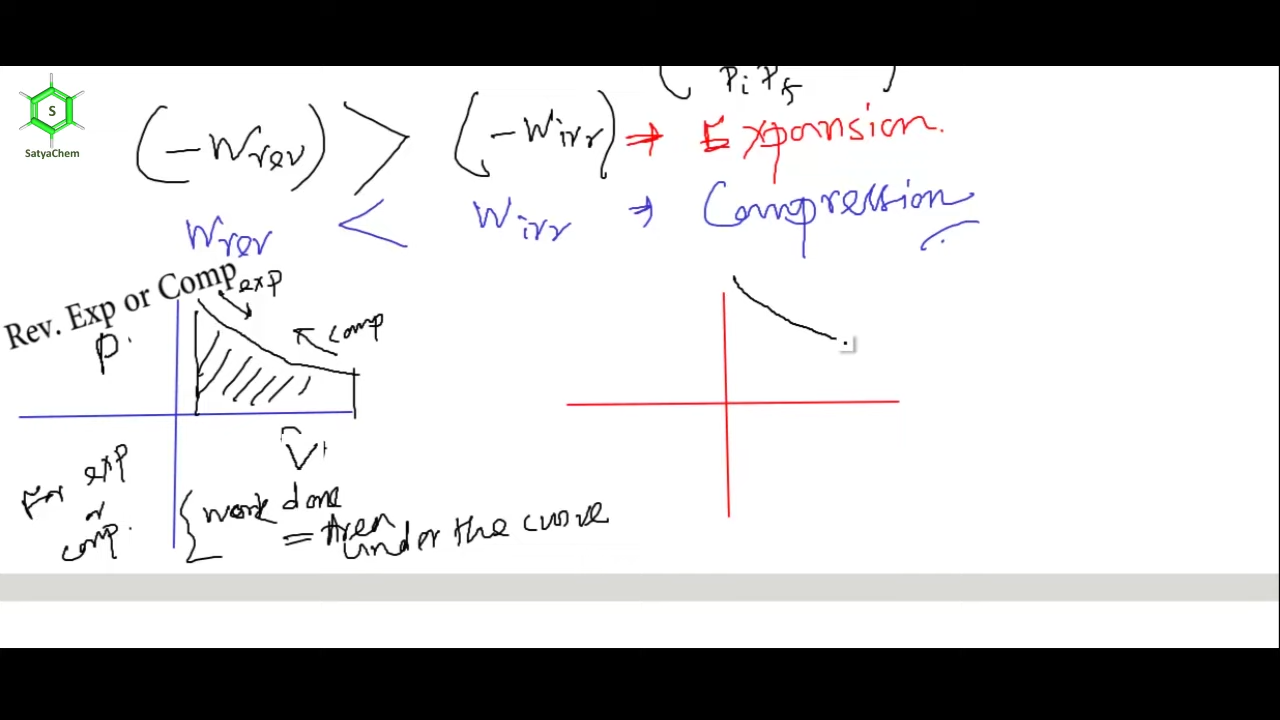 ( Pi Pf )
S
SatyaChem
(-Wrev) > (-Wirr) ⇒ Expansion.
Wrev < Wirr ⇒ Compression
Rev. Exp or Comp
exp
comp
P.
V
For exp
or
comp.
{ work done
= Area
under the curve